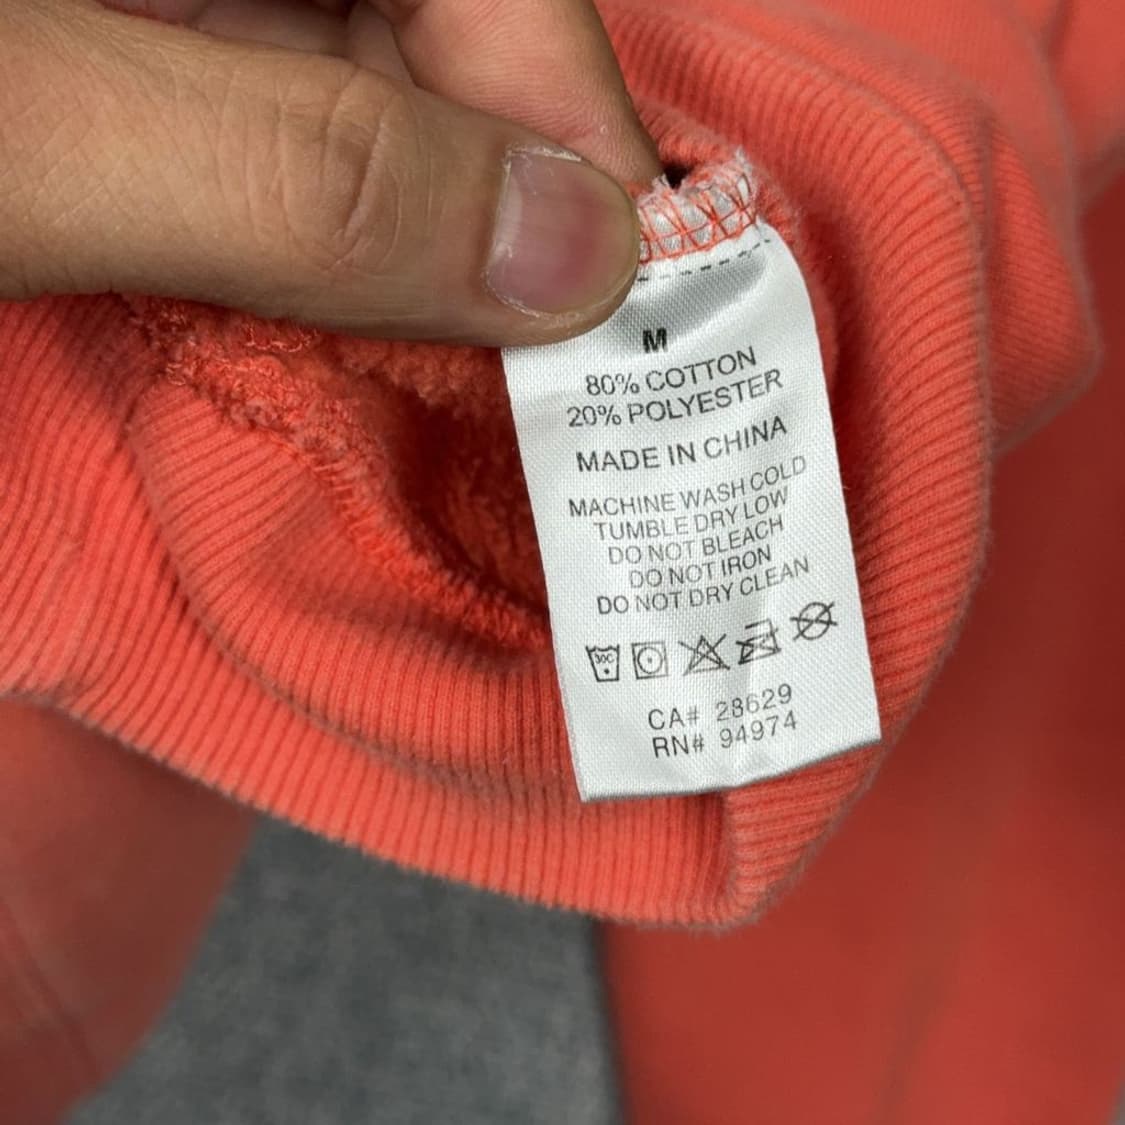 M
80% COTTON
20% POLYESTER
MADE IN CHINA
MACHINE WASH COLD
TUMBLE DRY LOW
DO NOT BLEACH
DO NOT IRON
DO NOT DRY CLEAN
30C
CA# 28629
RN# 94974